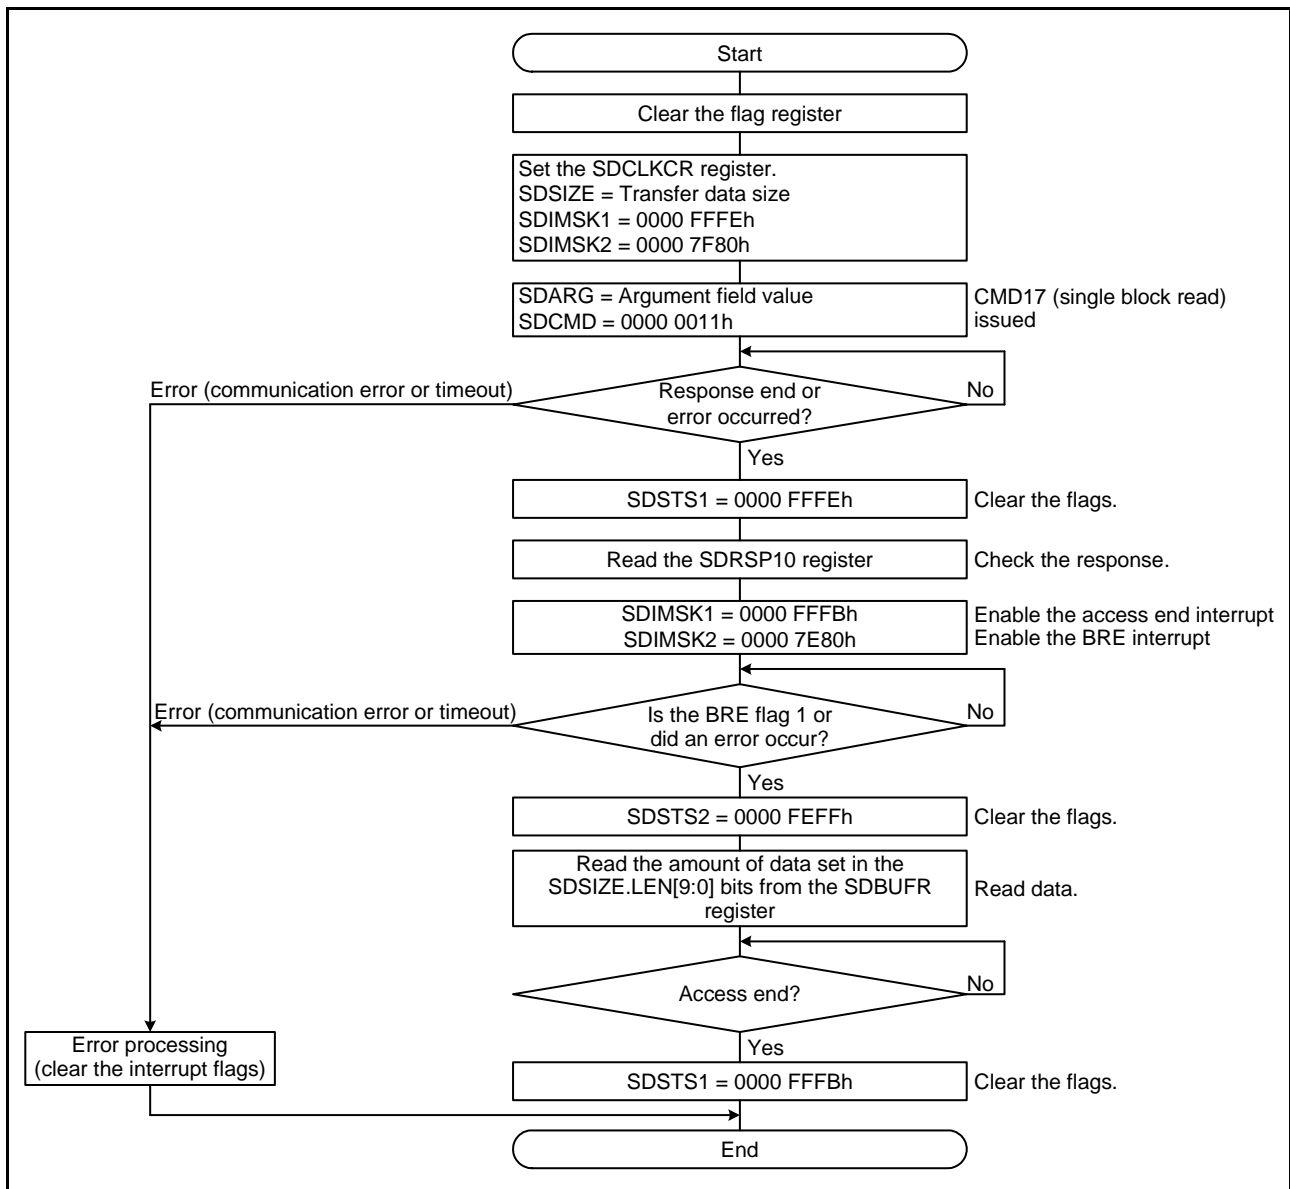 Start
Clear the flag register
Set the SDCLKCR register.
SDSIZE = Transfer data size
SDIMSK1 = 0000 FFFEh
SDIMSK2 = 0000 7F80h
SDARG = Argument field value
SDCMD = 0000 0011h
CMD17 (single block read)
issued
Error (communication error or timeout)
Response end or
error occurred?
No
Yes
SDSTS1 = 0000 FFFEh
Clear the flags.
Read the SDRSP10 register
Check the response.
SDIMSK1 = 0000 FFFBh
SDIMSK2 = 0000 7E80h
Enable the access end interrupt
Enable the BRE interrupt
Error (communication error or timeout)
Is the BRE flag 1 or
did an error occur?
No
Yes
SDSTS2 = 0000 FEFFh
Clear the flags.
Read the amount of data set in the
SDSIZE.LEN[9:0] bits from the SDBUFR
register
Read data.
Access end?
No
Yes
Error processing
(clear the interrupt flags)
SDSTS1 = 0000 FFFBh
Clear the flags.
End